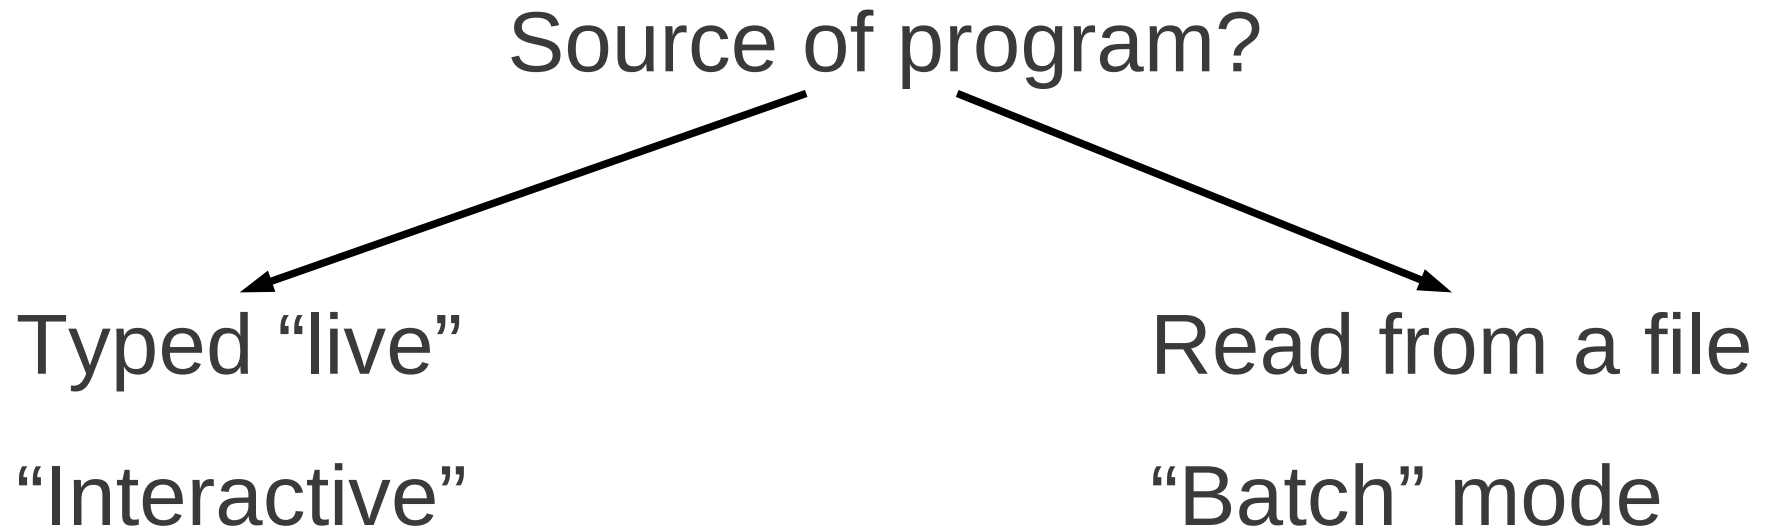 Source of program?
Typed “live”
Read from a file
“Interactive”
“Batch” mode